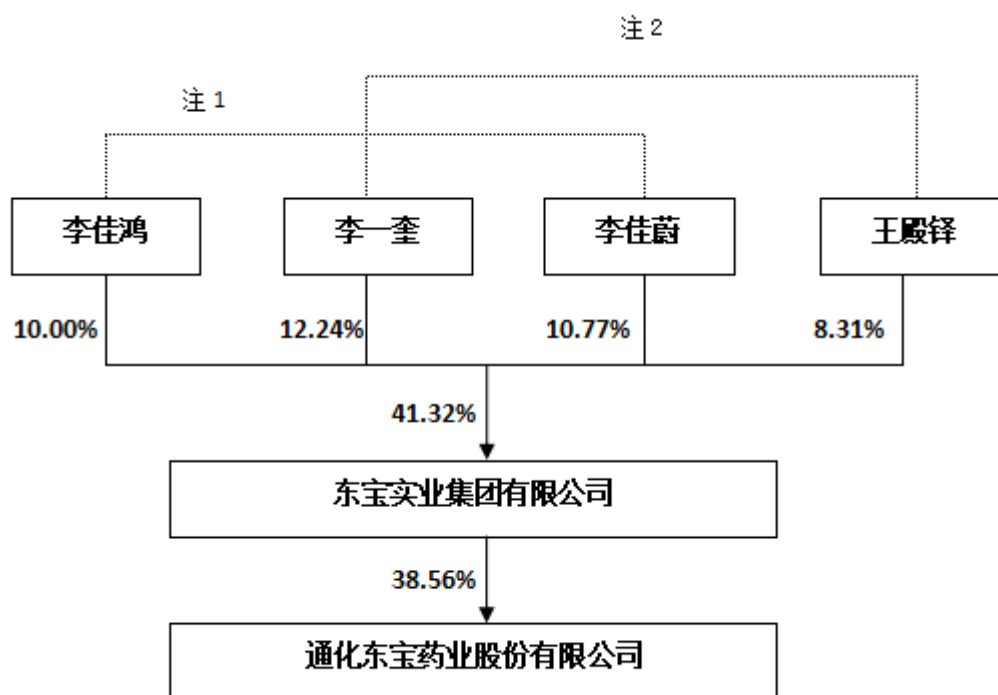 注 2
注 1
李佳鸿
李一奎
李佳蔚
王殿铎
10.00%
12.24%
10.77%
8.31%
41.32%
东宝实业集团有限公司
38.56%
通化东宝药业股份有限公司